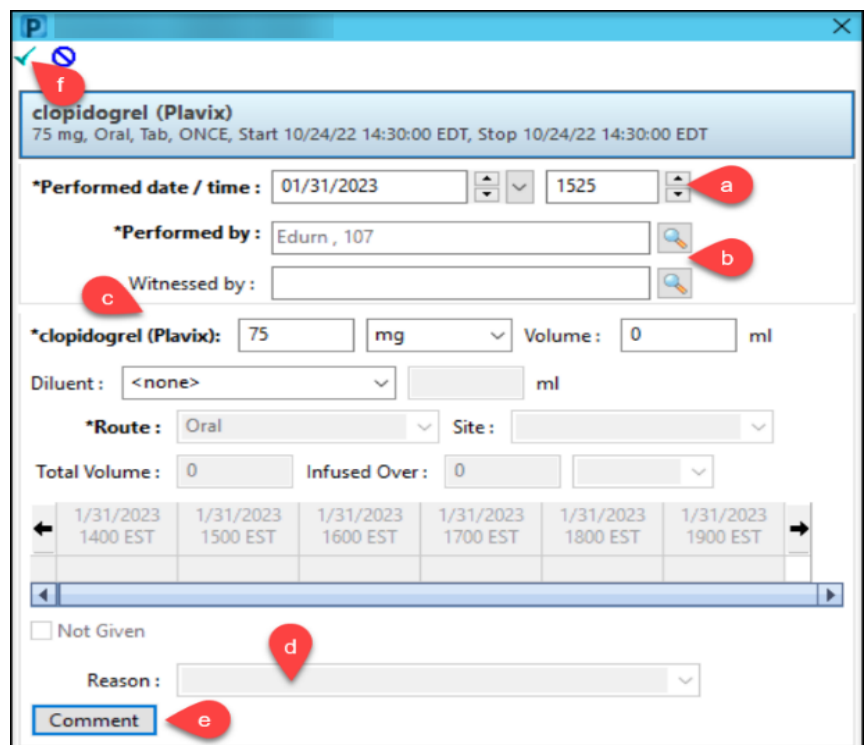 P
f
clopidogrel (Plavix)
75 mg, Oral, Tab, ONCE, Start 10/24/22 14:30:00 EDT, Stop 10/24/22 14:30:00 EDT
*Performed date / time : 01/31/2023 1525 a
*Performed by : Edurn , 107
b
Witnessed by :
c
*clopidogrel (Plavix): 75 mg Volume : 0 ml
Diluent : <none> ml
*Route : Oral Site :
Total Volume : 0 Infused Over : 0
1/31/2023 1/31/2023 1/31/2023 1/31/2023 1/31/2023 1/31/2023
1400 EST 1500 EST 1600 EST 1700 EST 1800 EST 1900 EST
Not Given
d
Reason :
Comment e